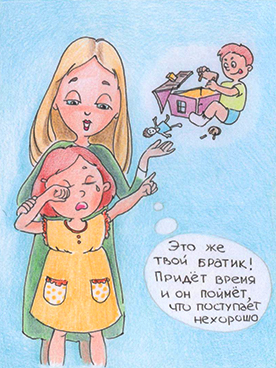 Это же
твой братик!
Придёт время
и он поймёт,
что поступает
нехорошо